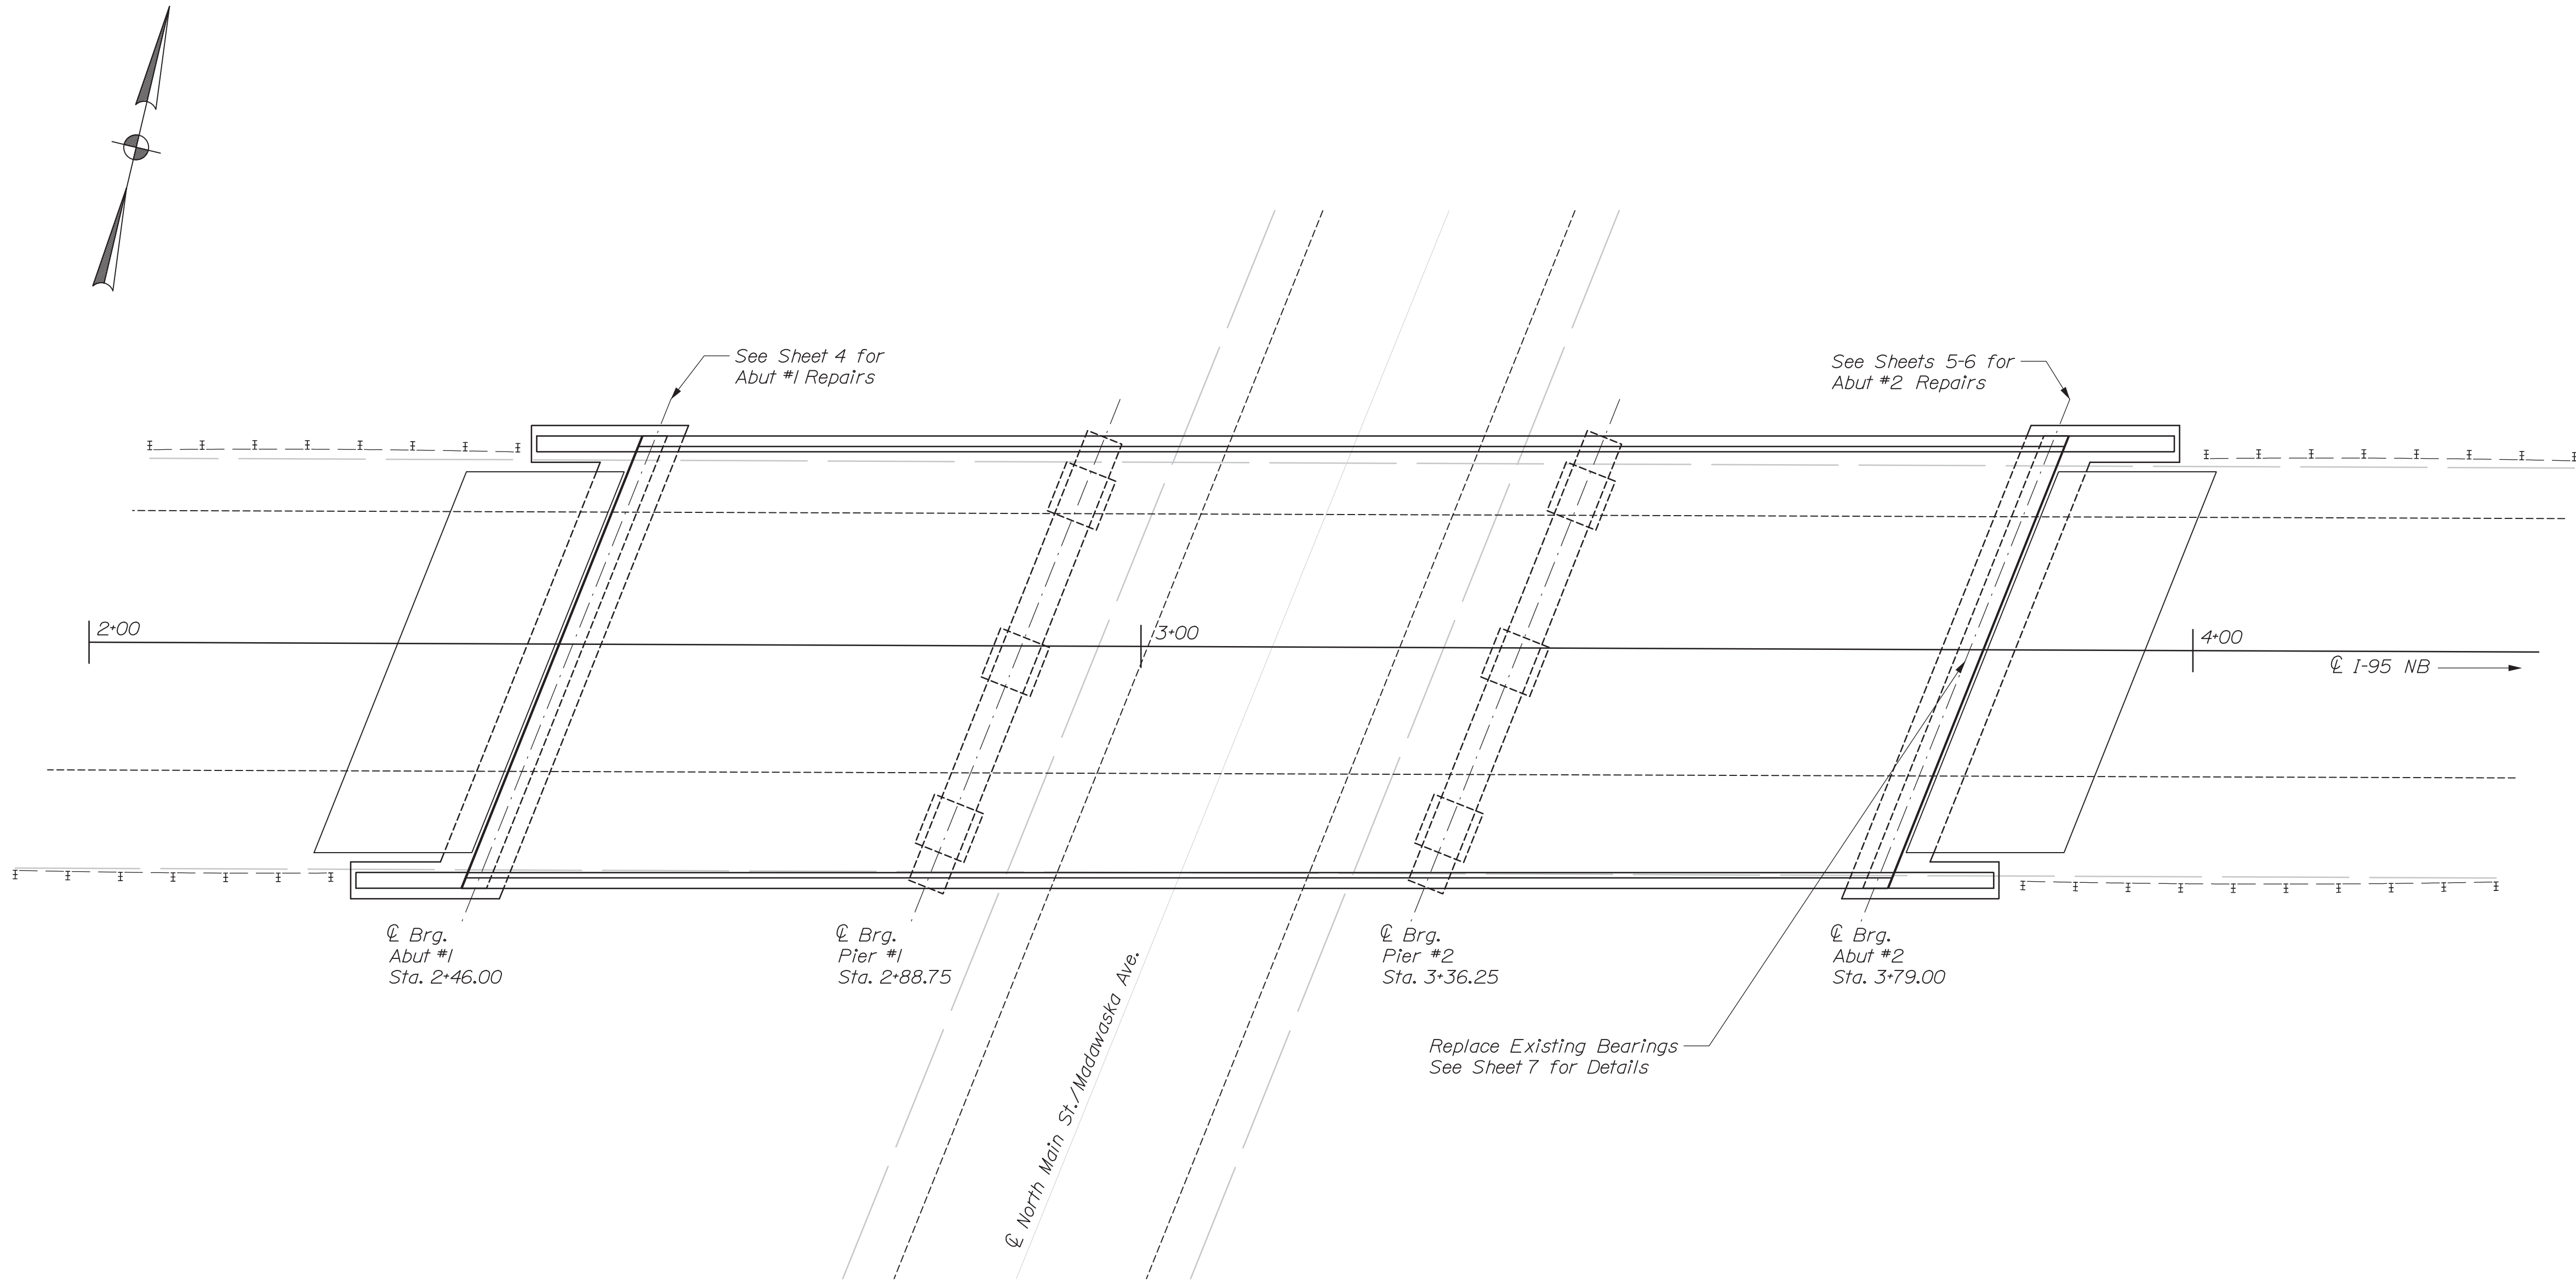 See Sheet 4 for
Abut #1 Repairs
See Sheets 5-6 for
Abut #2 Repairs
2+00
3+00
4+00
℄ I-95 NB
℄ Brg.
Abut #1
Sta. 2+46.00
℄ Brg.
Pier #1
Sta. 2+88.75
℄ Brg.
Pier #2
Sta. 3+36.25
℄ Brg.
Abut #2
Sta. 3+79.00
℄ North Main St./Madawaska Ave.
Replace Existing Bearings
See Sheet 7 for Details